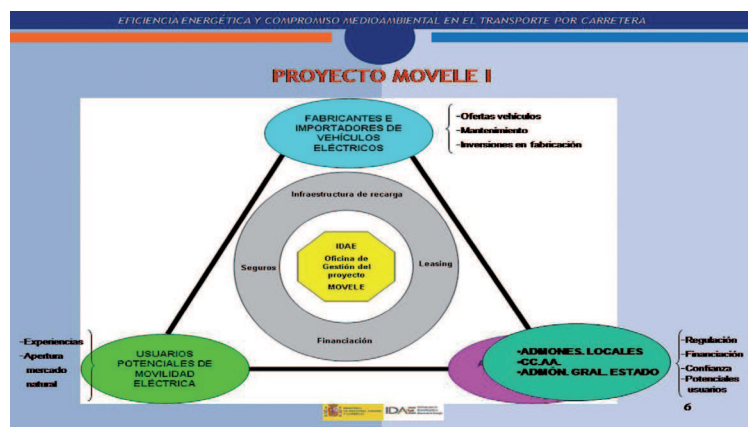 EFICIENCIA ENERGÉTICA Y COMPROMISO MEDIOAMBIENTAL EN EL TRANSPORTE POR CARRETERA
PROYECTO MOVELE I
FABRICANTES E
IMPORTADORES DE
VEHÍCULOS
ELÉCTRICOS
-Ofertas vehículos
-Mantenimiento
-Inversiones en fabricación
Infraestructura de recarga
Seguros
IDAE
Oficina de
Gestión del
proyecto
MOVELE
Leasing
Financiación
-Experiencias
-Apertura
mercado
natural
USUARIOS
POTENCIALES DE
MOVILIDAD
ELÉCTRICA
A
-ADMONES. LOCALES
-CC.AA.
-ADMÓN. GRAL. ESTADO
-Regulación
-Financiación
-Confianza
-Potenciales
usuarios
IDAE
6